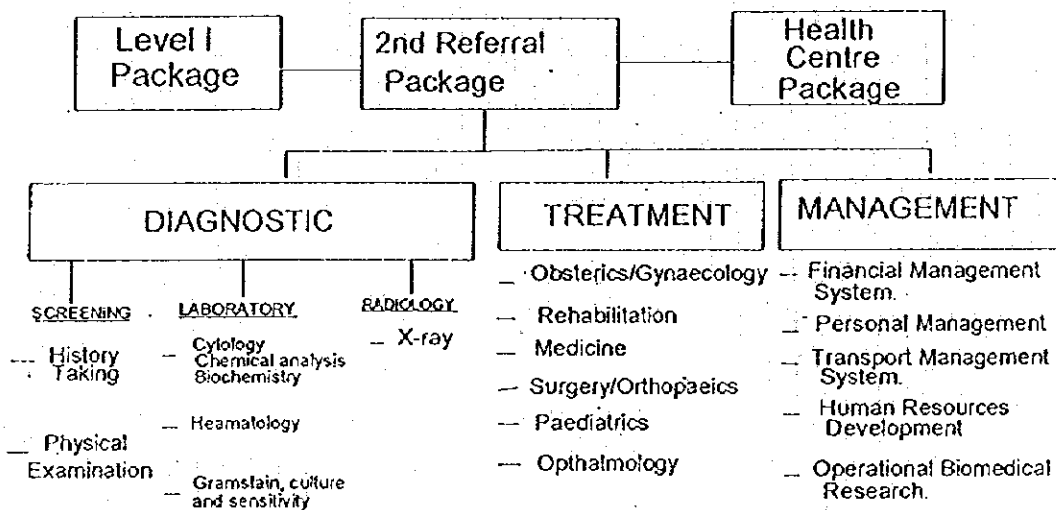 Level I
Package
2nd Referral
Package
Health
Centre
Package
DIAGNOSTIC
TREATMENT
MANAGEMENT
SCREENING
— History
Taking
— Physical
Examination
LABORATORY
— Cytology
Chemical analysis
Biochemistry
— Heamatology
— Gramstain, culture
and sensitivity
RADIOLOGY
— X-ray
— Obsterics/Gynaecology
— Rehabilitation
— Medicine
— Surgery/Orthopaeics
— Paediatrics
— Opthalmology
— Financial Management
System.
— Personal Management
— Transport Management
System.
— Human Resources
Development
— Operational Biomedical
Research.